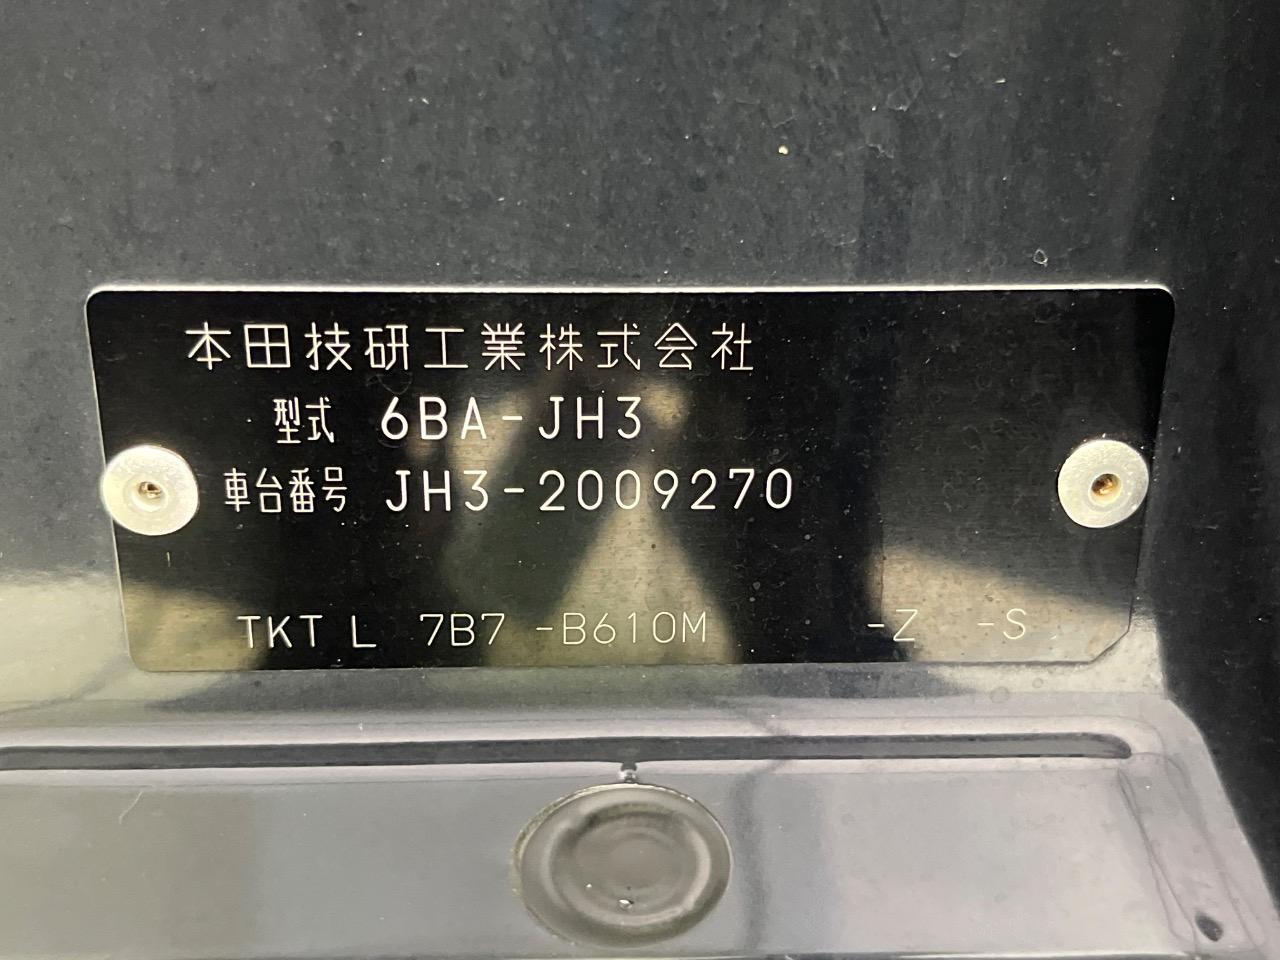 本田技研工業株式会社
型式 6BA-JH3
車台番号 JH3-2009270
TKT L 7B7 -B610M -Z -S